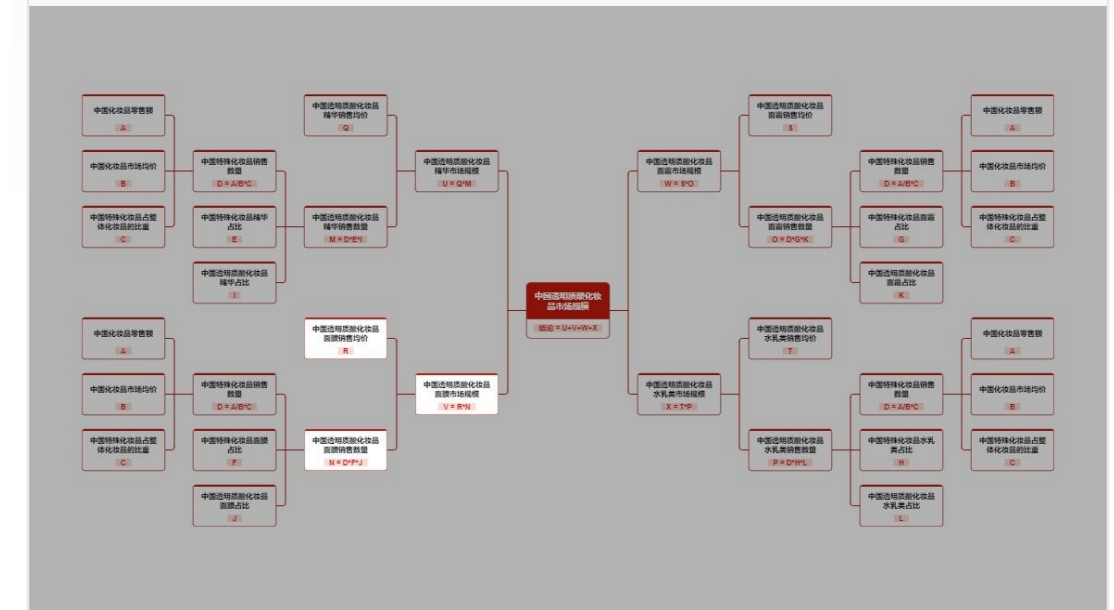 中国化妆品零售额
A
中国化妆品市场均价
B
中国特殊化妆品占整
体化妆品的比重
C
中国特殊化妆品销售
数量
D = A/B*C
中国特殊化妆品精华
占比
E
中国透明质酸化妆品
精华占比
I
中国透明质酸化妆品
精华销售均价
Q
中国透明质酸化妆品
精华销售数量
M = D*E*I
中国透明质酸化妆品
精华市场规模
U = Q*M
中国化妆品零售额
A
中国化妆品市场均价
B
中国特殊化妆品占整
体化妆品的比重
C
中国特殊化妆品销售
数量
D = A/B*C
中国特殊化妆品面膜
占比
F
中国透明质酸化妆品
面膜占比
J
中国透明质酸化妆品
面膜销售均价
R
中国透明质酸化妆品
面膜销售数量
N = D*F*J
中国透明质酸化妆品
面膜市场规模
V = R*N
中国透明质酸化妆
品市场规模
结论 = U+V+W+X
中国透明质酸化妆品
面霜市场规模
W = S*O
中国透明质酸化妆品
面霜销售均价
S
中国透明质酸化妆品
面霜销售数量
O = D*G*K
中国特殊化妆品销售
数量
D = A/B*C
中国特殊化妆品面霜
占比
G
中国透明质酸化妆品
面霜占比
K
中国化妆品零售额
A
中国化妆品市场均价
B
中国特殊化妆品占整
体化妆品的比重
C
中国透明质酸化妆品
水乳类市场规模
X = T*P
中国透明质酸化妆品
水乳类销售均价
T
中国透明质酸化妆品
水乳类销售数量
P = D*H*L
中国特殊化妆品销售
数量
D = A/B*C
中国特殊化妆品水乳
类占比
H
中国透明质酸化妆品
水乳类占比
L
中国化妆品零售额
A
中国化妆品市场均价
B
中国特殊化妆品占整
体化妆品的比重
C